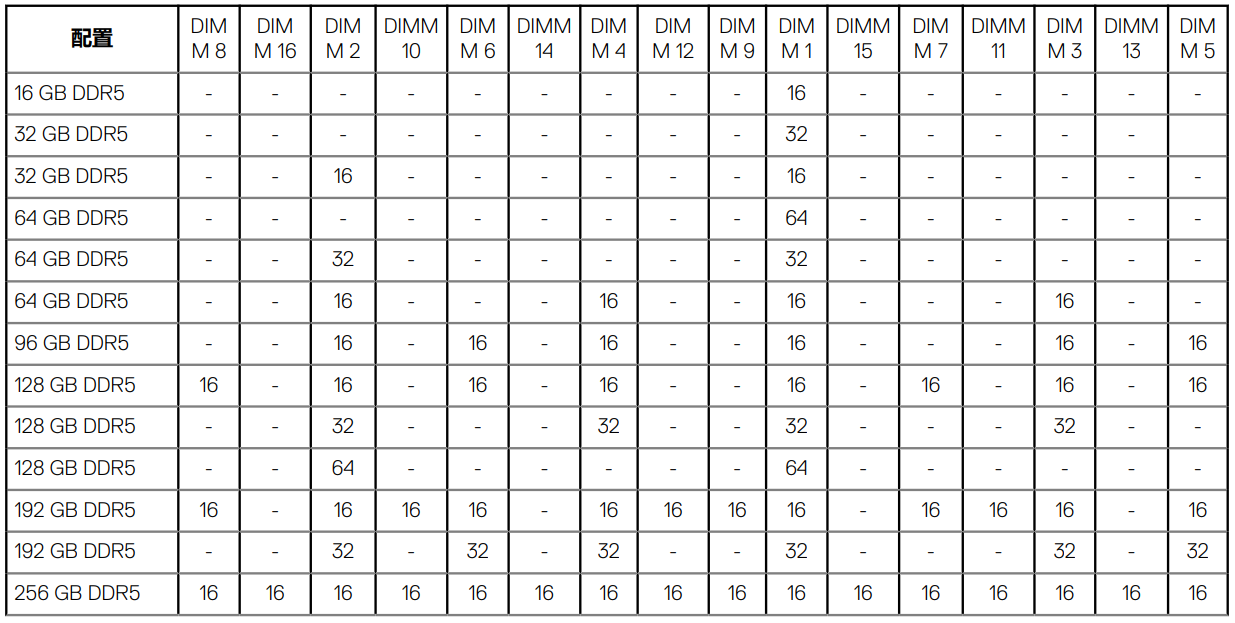 配置 DIMM 8 DIMM 16 DIMM 2 DIMM 10 DIMM 6 DIMM 14 DIMM 4 DIMM 12 DIMM 9 DIMM 1 DIMM 15 DIMM 7 DIMM 11 DIMM 3 DIMM 13 DIMM 5
16 GB DDR5 - - - - - - - - - 16 - - - - - -
32 GB DDR5 - - - - - - - - - 32 - - - - -
32 GB DDR5 - - 16 - - - - - - 16 - - - - - -
64 GB DDR5 - - - - - - - - - 64 - - - - - -
64 GB DDR5 - - 32 - - - - - - 32 - - - - - -
64 GB DDR5 - - 16 - - - 16 - - 16 - - - 16 - -
96 GB DDR5 - - 16 - 16 - 16 - - 16 - - - 16 - 16
128 GB DDR5 16 - 16 - 16 - 16 - - 16 - 16 - 16 - 16
128 GB DDR5 - - 32 - - - 32 - - 32 - - - 32 - -
128 GB DDR5 - - 64 - - - - - - 64 - - - - - -
192 GB DDR5 16 - 16 16 16 - 16 16 16 16 - 16 16 16 - 16
192 GB DDR5 - - 32 - 32 - 32 - - 32 - - - 32 - 32
256 GB DDR5 16 16 16 16 16 16 16 16 16 16 16 16 16 16 16 16